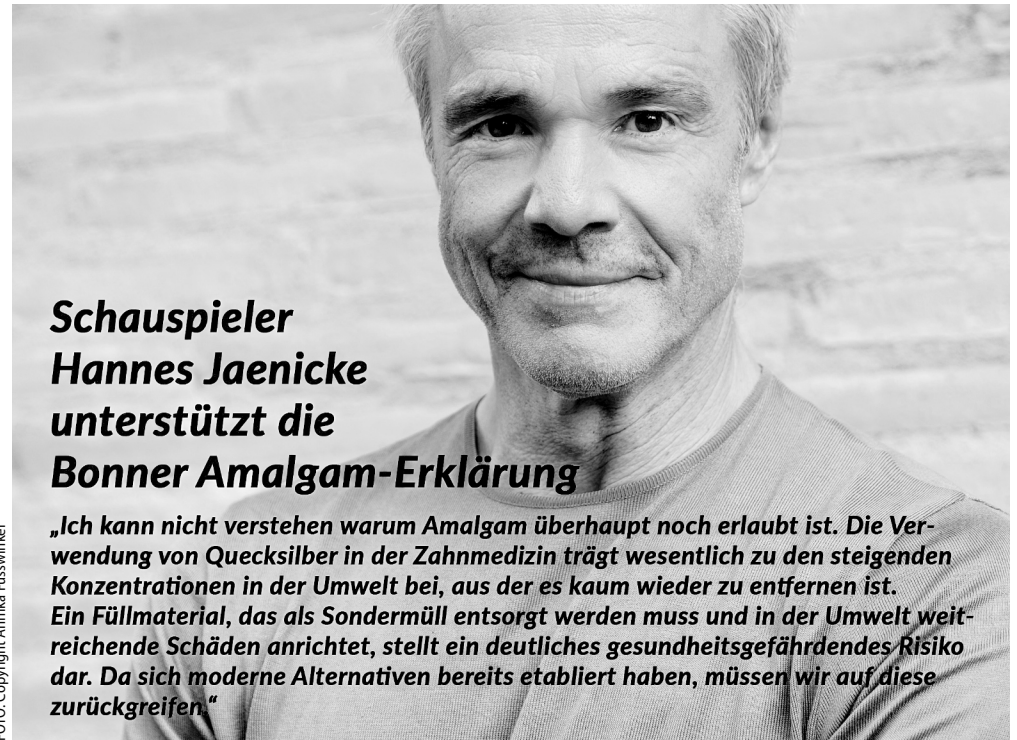 Schauspieler
Hannes Jaenicke
unterstützt die
Bonner Amalgam-Erklärung
„Ich kann nicht verstehen warum Amalgam überhaupt noch erlaubt ist. Die Ver-
wendung von Quecksilber in der Zahnmedizin trägt wesentlich zu den steigenden
Konzentrationen in der Umwelt bei, aus der es kaum wieder zu entfernen ist.
Ein Füllmaterial, das als Sondermüll entsorgt werden muss und in der Umwelt weit-
reichende Schäden anrichtet, stellt ein deutliches gesundheitsgefährdendes Risiko
dar. Da sich moderne Alternativen bereits etabliert haben, müssen wir auf diese
zurückgreifen.“
FOTO: Copyright Annika Fusswinkel